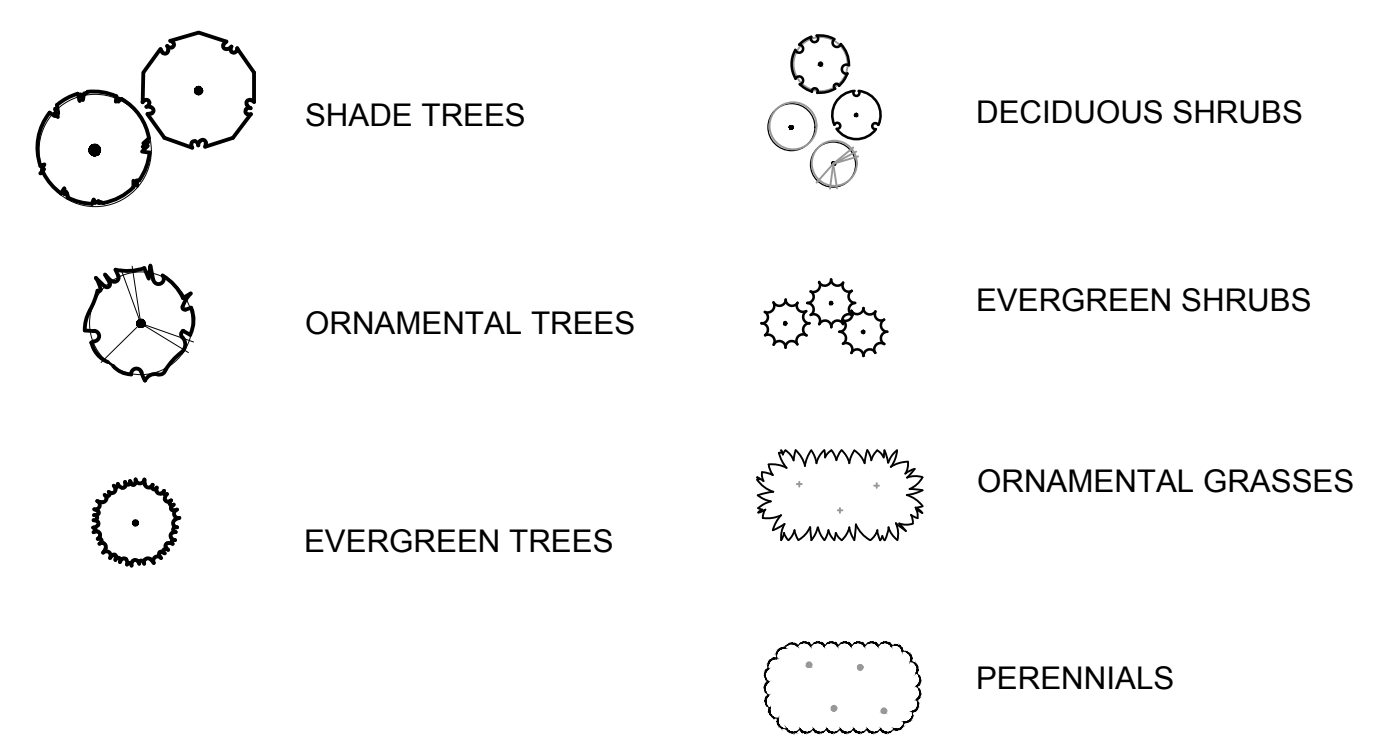 SHADE TREES
ORNAMENTAL TREES
EVERGREEN TREES
DECIDUOUS SHRUBS
EVERGREEN SHRUBS
ORNAMENTAL GRASSES
PERENNIALS